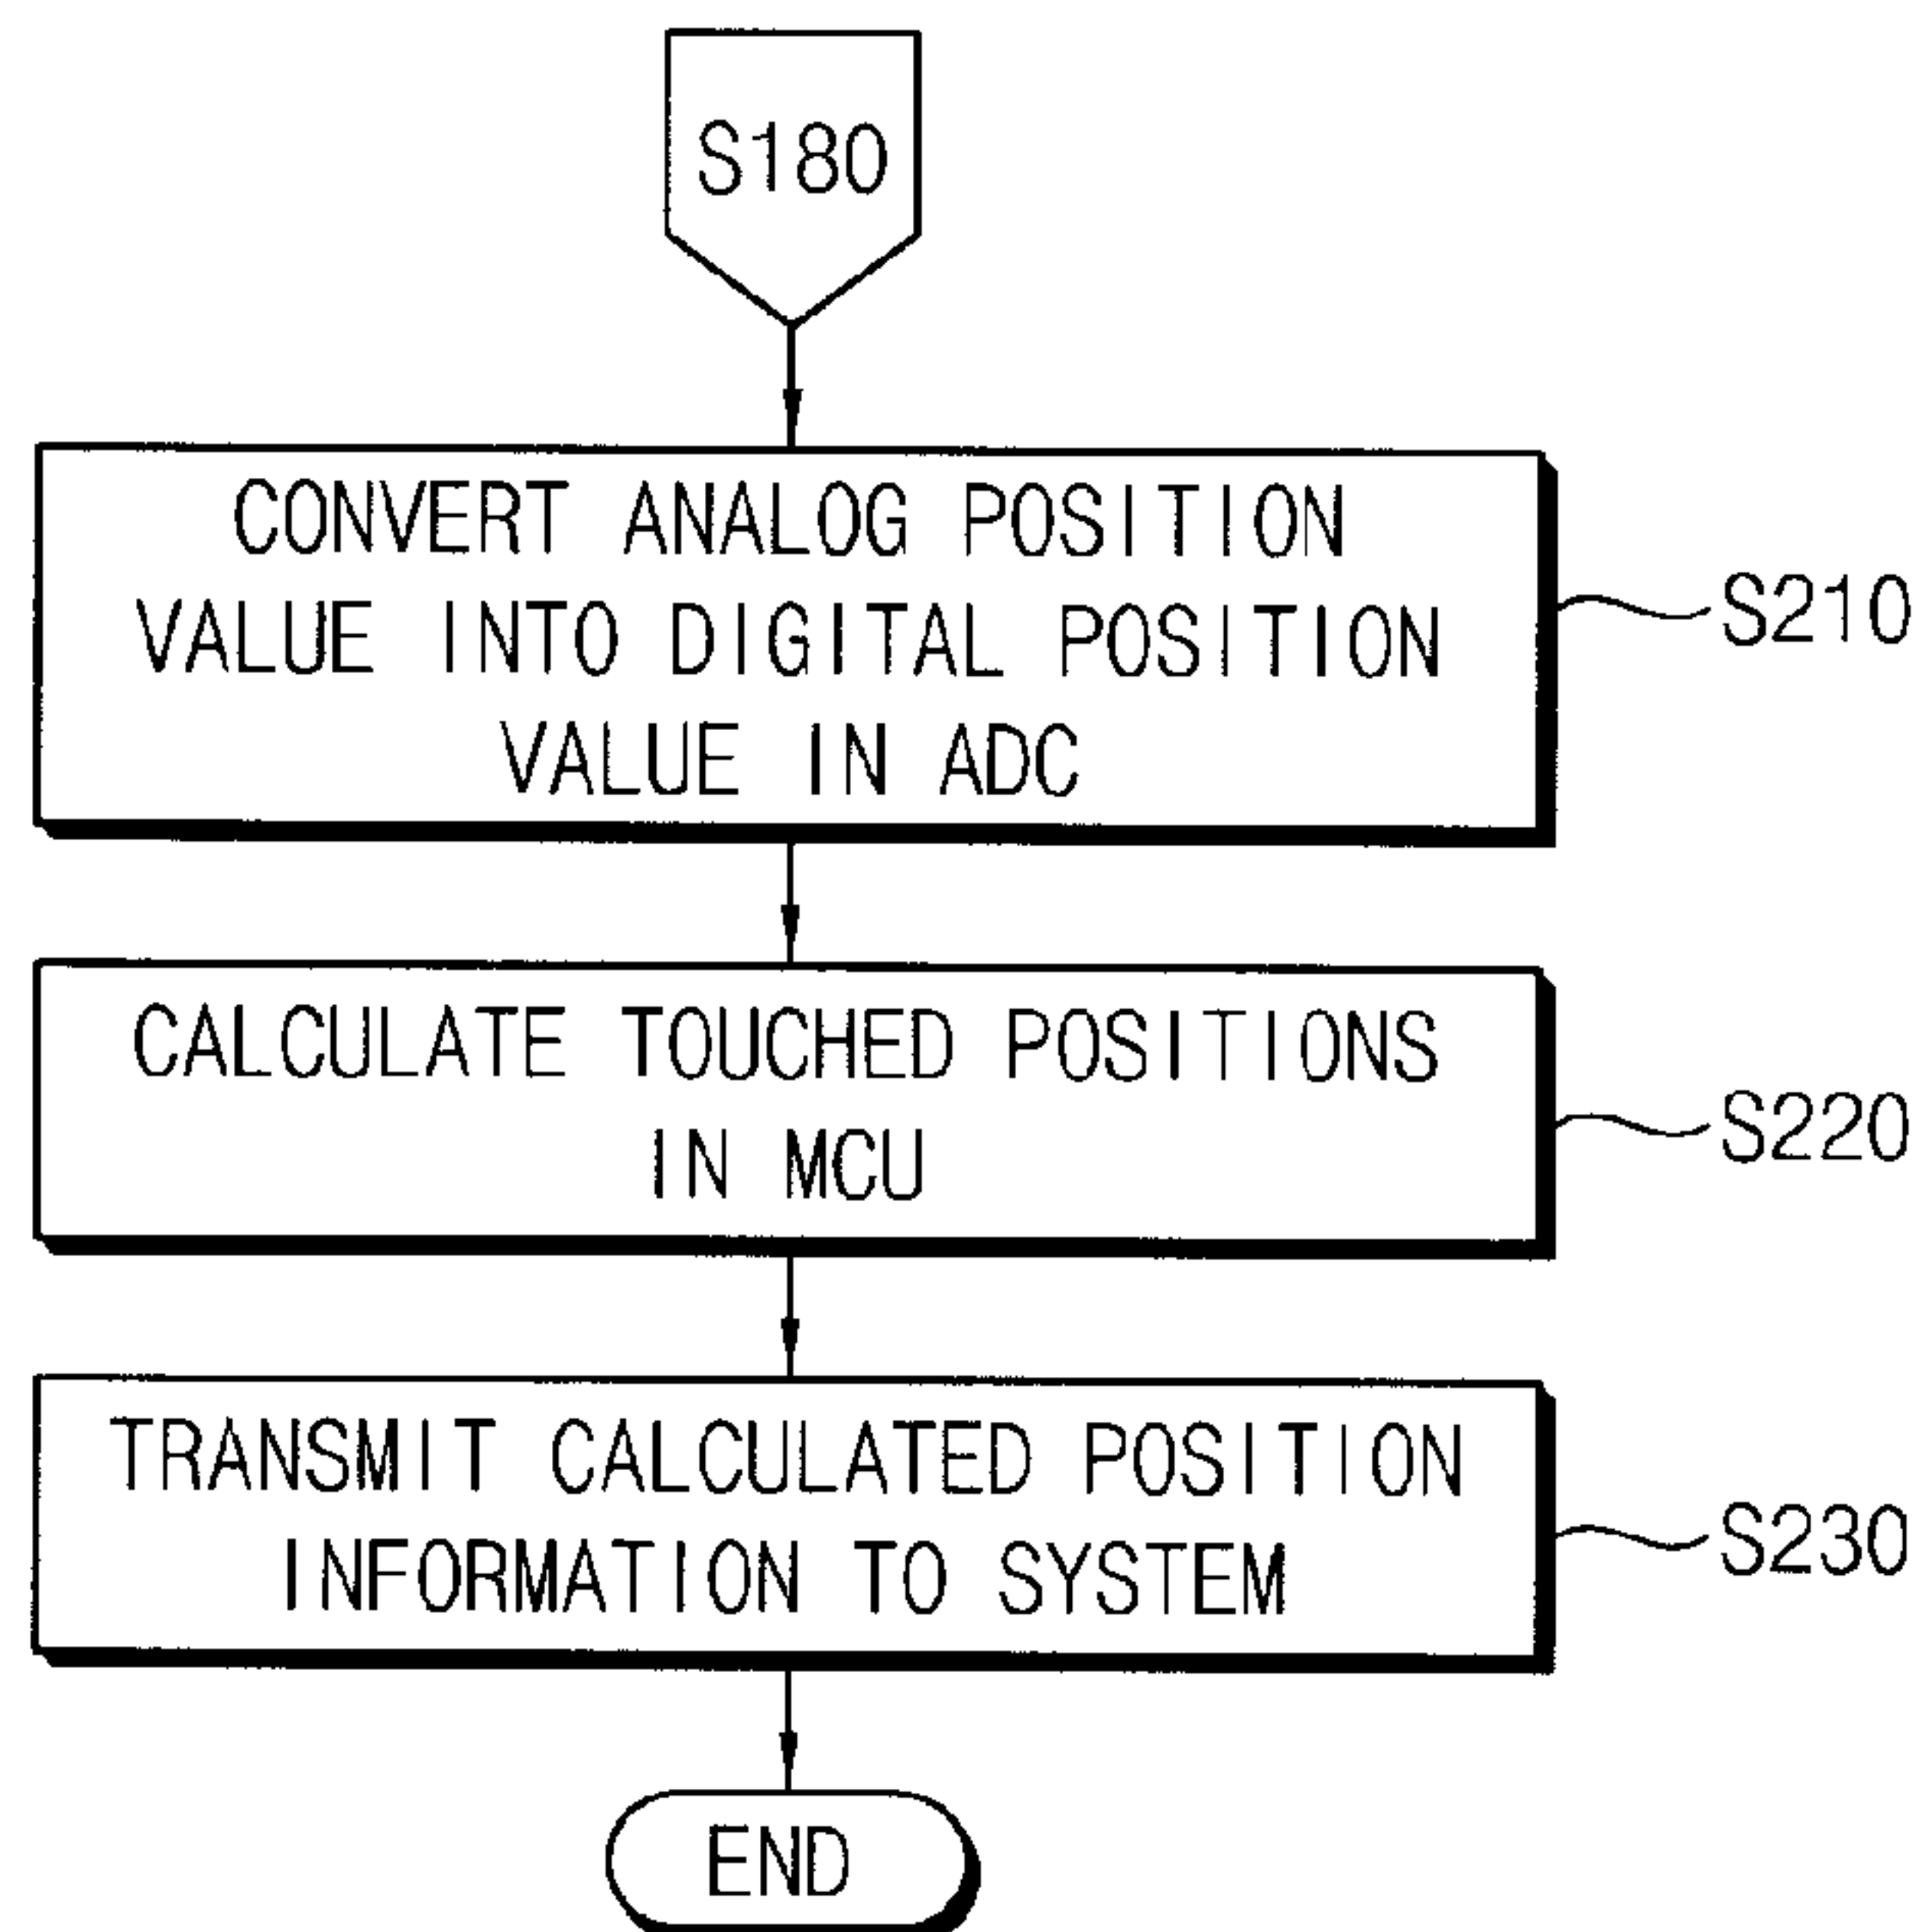 S180
CONVERT ANALOG POSITION
VALUE INTO DIGITAL POSITION
VALUE IN ADC
S210
CALCULATE TOUCHED POSITIONS
IN MCU
S220
TRANSMIT CALCULATED POSITION
INFORMATION TO SYSTEM
S230
END